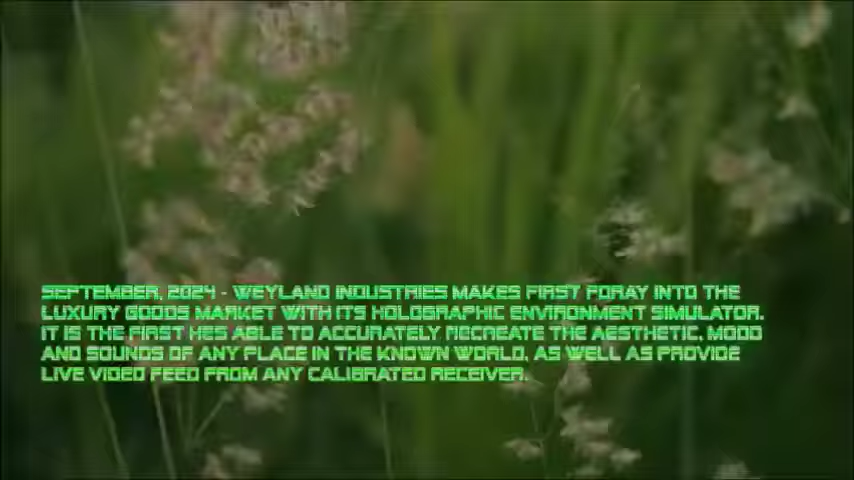 SEPTEMBER, 2024 - WEYLAND INDUSTRIES MAKES FIRST FORAY INTO THE
LUXURY GOODS MARKET WITH ITS HOLOGRAPHIC ENVIRONMENT SIMULATOR.
IT IS THE FIRST HES ABLE TO ACCURATELY RECREATE THE AESTHETIC, MOOD
AND SOUNDS OF ANY PLACE IN THE KNOWN WORLD, AS WELL AS PROVIDE
LIVE VIDEO FEED FROM ANY CALIBRATED RECEIVER.